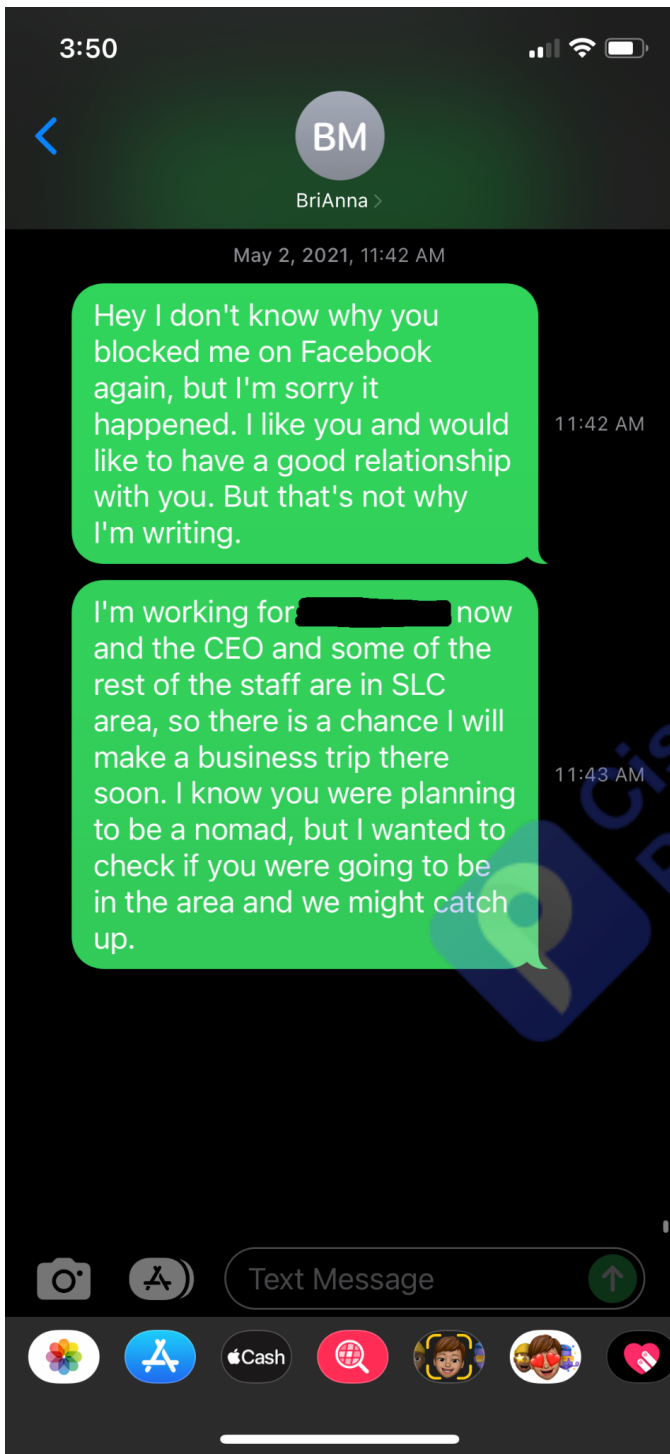 3:50
BM
BriAnna
May 2, 2021, 11:42 AM
Hey I don't know why you
blocked me on Facebook
again, but I'm sorry it
happened. I like you and would
like to have a good relationship
with you. But that's not why
I'm writing.
11:42 AM
I'm working for now
and the CEO and some of the
rest of the staff are in SLC
area, so there is a chance I will
make a business trip there
soon. I know you were planning
to be a nomad, but I wanted to
check if you were going to be
in the area and we might catch
up.
11:43 AM
Text Message
Cash